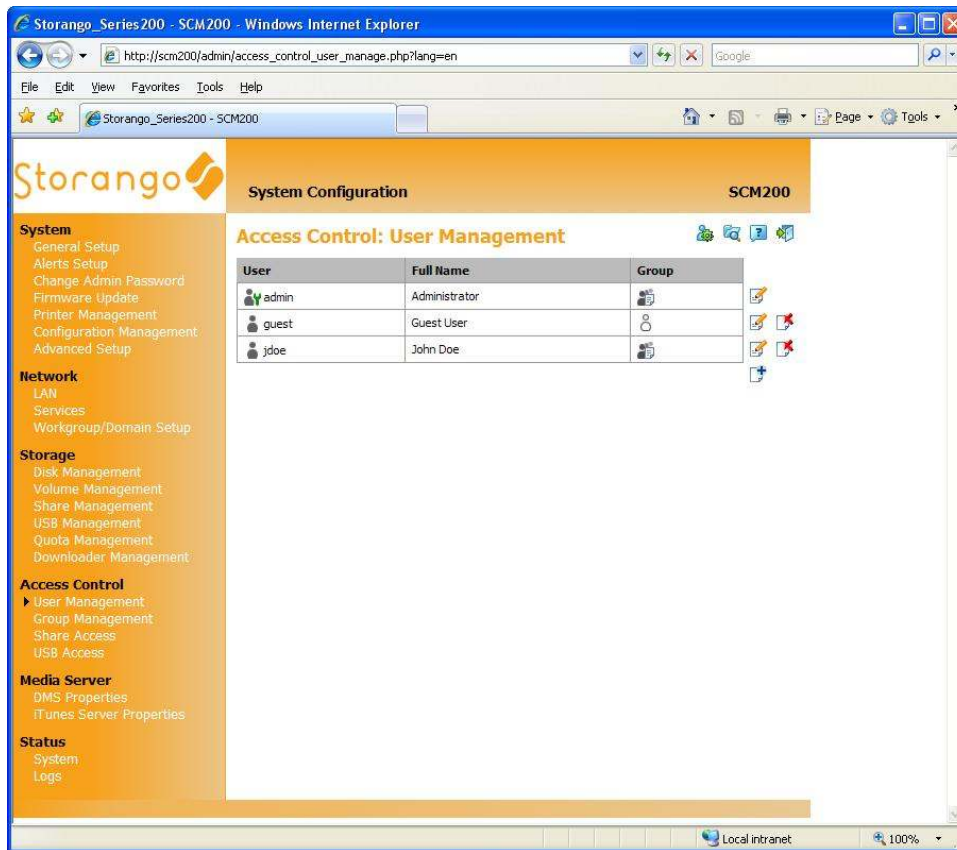 Storango_Series200 - SCM200 - Windows Internet Explorer
http://scm200/admin/access_control_user_manage.php?lang=en
Google
File Edit View Favorites Tools Help
Storango_Series200 - SCM200
Page Tools
Storango
System Configuration SCM200
System
General Setup
Alerts Setup
Change Admin Password
Firmware Update
Printer Management
Configuration Management
Advanced Setup
Network
LAN
Services
Workgroup/Domain Setup
Storage
Disk Management
Volume Management
Share Management
USB Management
Quota Management
Downloader Management
Access Control
User Management
Group Management
Share Access
USB Access
Media Server
DMS Properties
iTunes Server Properties
Status
System
Logs
Access Control: User Management
User Full Name Group
admin Administrator
guest Guest User
jdoe John Doe
Local intranet 100%